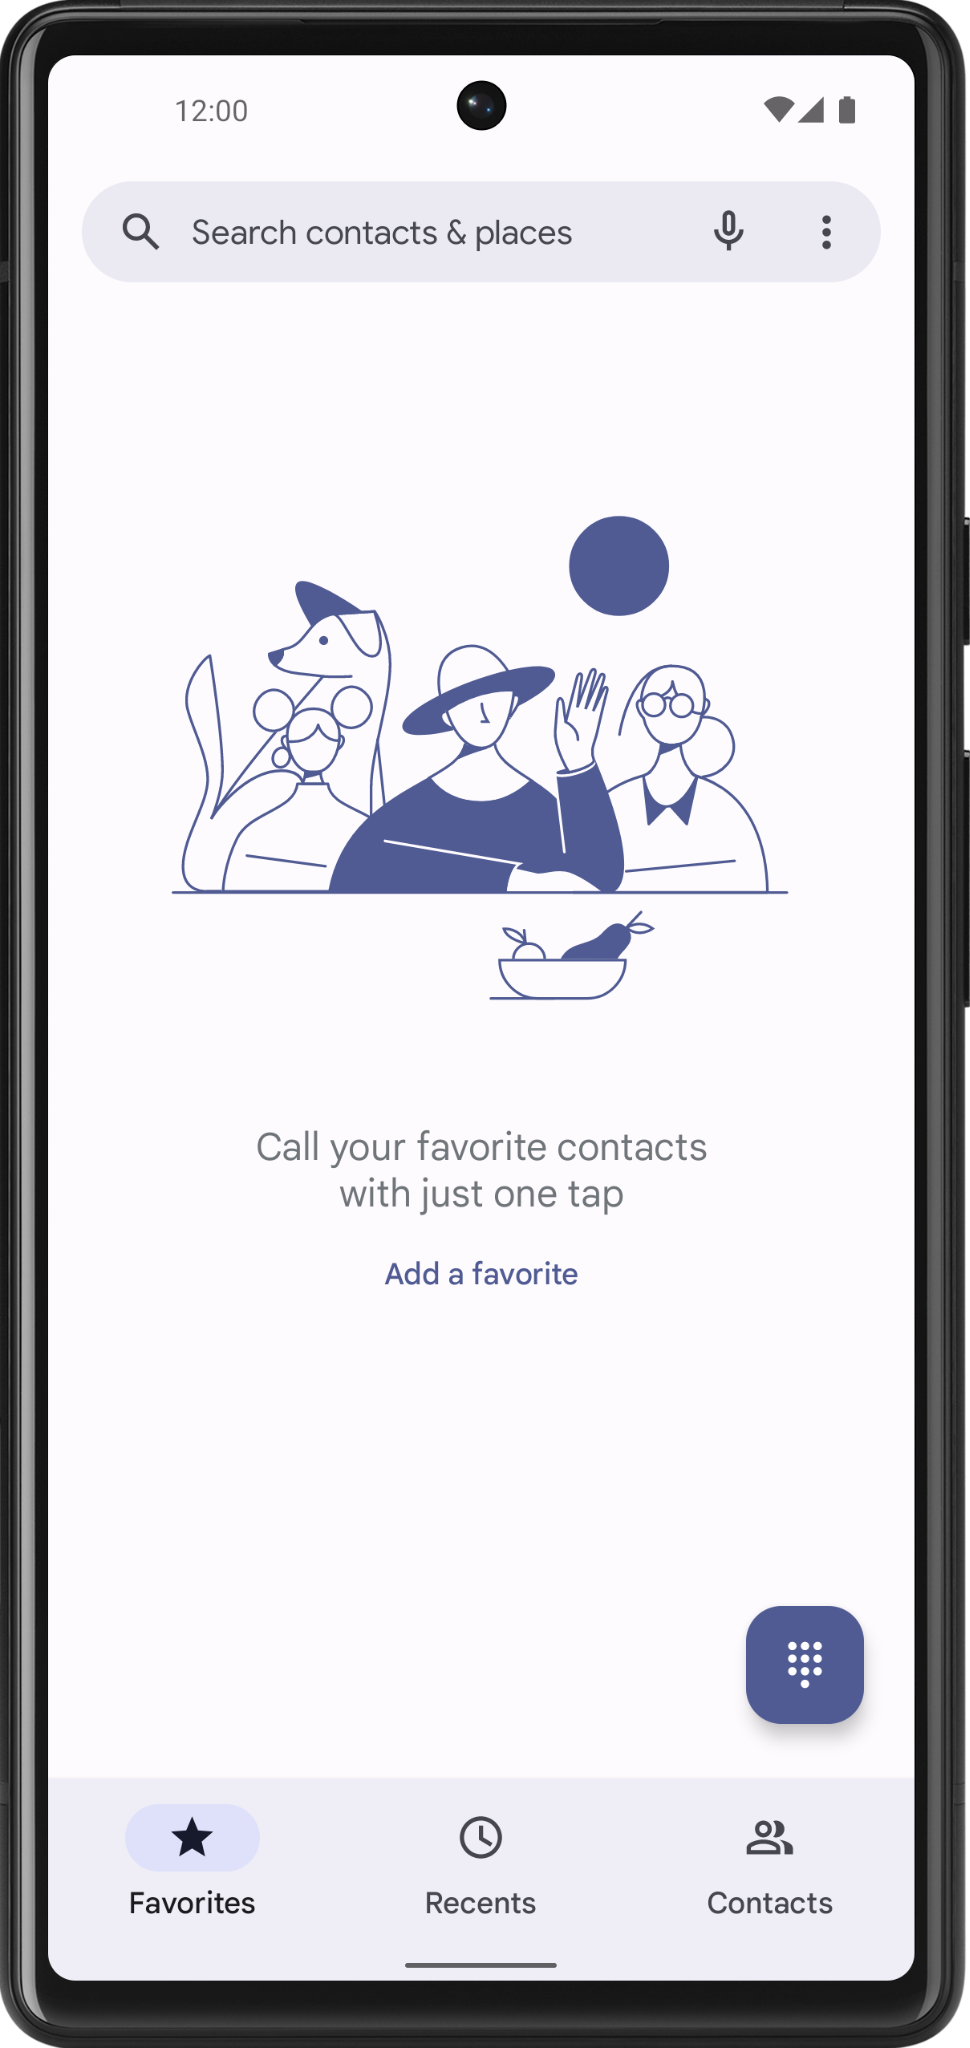 12:00
Search contacts & places
Call your favorite contacts
with just one tap
Add a favorite
Favorites
Recents
Contacts